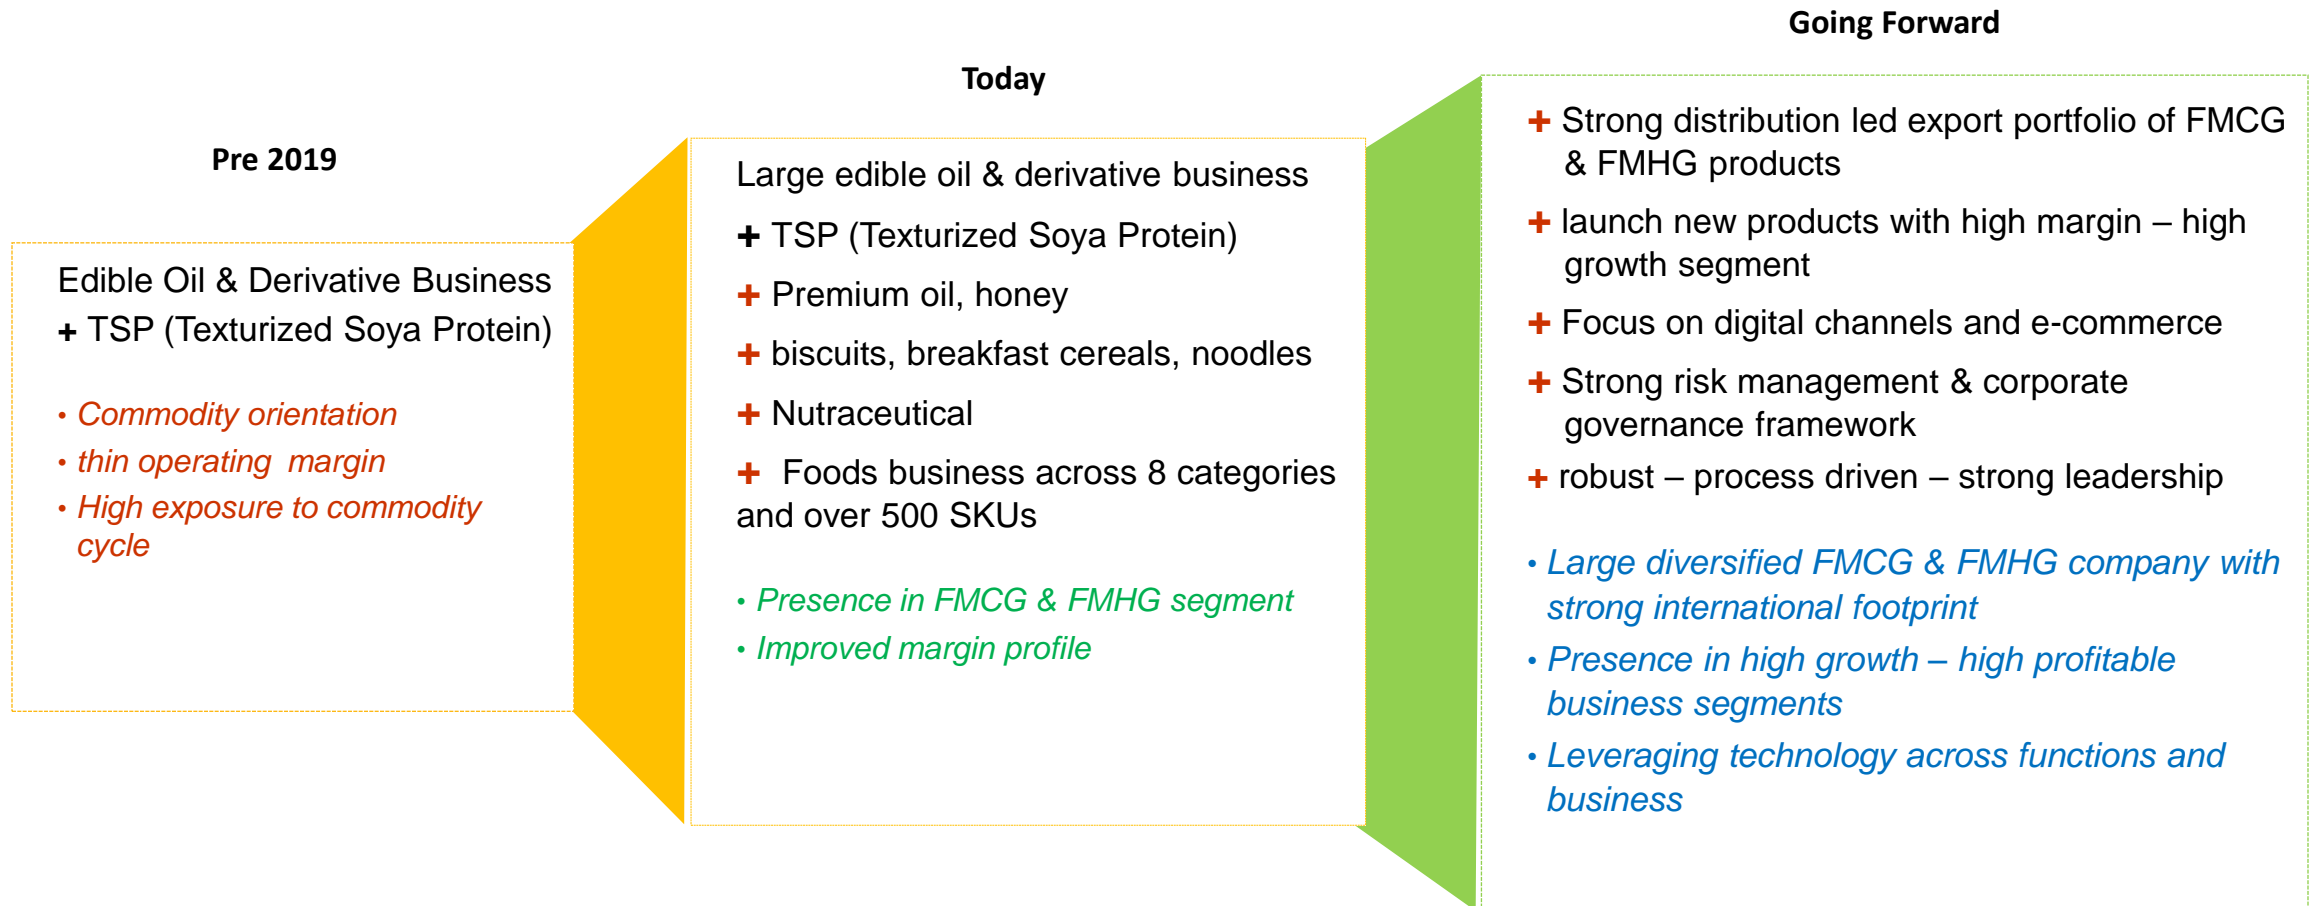 Pre 2019
Edible Oil & Derivative Business
+ TSP (Texturized Soya Protein)
• Commodity orientation
• thin operating margin
• High exposure to commodity
cycle
Today
Large edible oil & derivative business
+ TSP (Texturized Soya Protein)
+ Premium oil, honey
+ biscuits, breakfast cereals, noodles
+ Nutraceutical
+ Foods business across 8 categories
and over 500 SKUs
• Presence in FMCG & FMHG segment
• Improved margin profile
Going Forward
+ Strong distribution led export portfolio of FMCG
& FMHG products
+ launch new products with high margin – high
growth segment
+ Focus on digital channels and e-commerce
+ Strong risk management & corporate
governance framework
+ robust – process driven – strong leadership
• Large diversified FMCG & FMHG company with
strong international footprint
• Presence in high growth – high profitable
business segments
• Leveraging technology across functions and
business